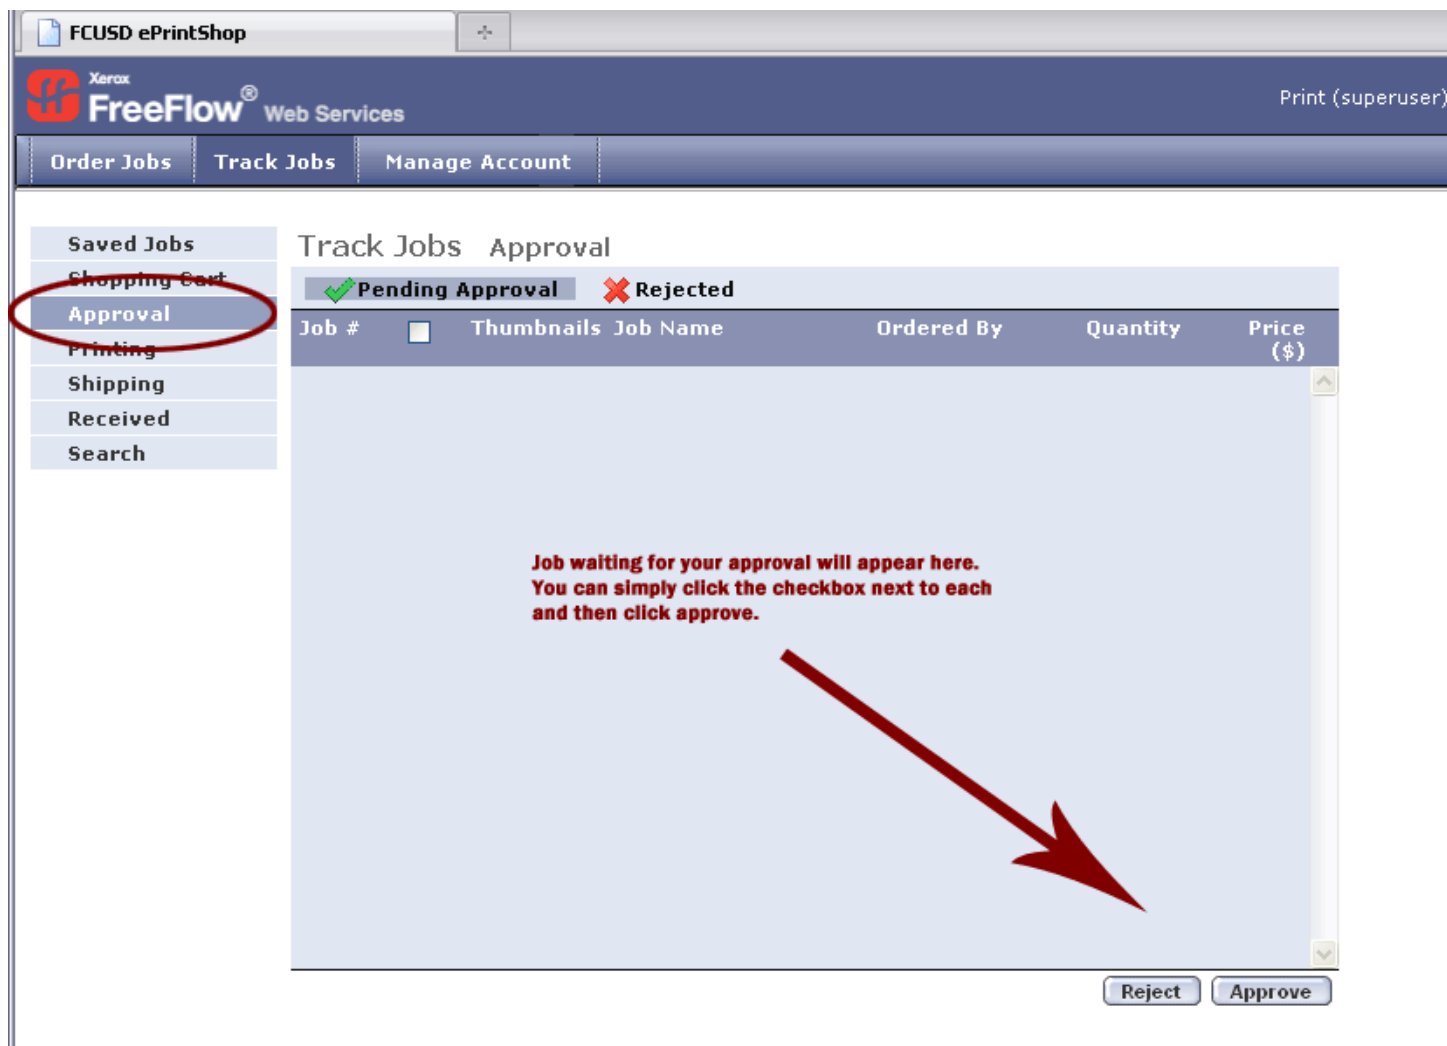 FCUSD ePrintShop
Xerox
FreeFlow® Web Services
Print (superuser)
Order Jobs Track Jobs Manage Account
Saved Jobs
Shopping Cart
Approval
Printing
Shipping
Received
Search
Track Jobs Approval
Pending Approval Rejected
Job # Thumbnails Job Name Ordered By Quantity Price ($)
Job waiting for your approval will appear here.
You can simply click the checkbox next to each
and then click approve.
Reject Approve